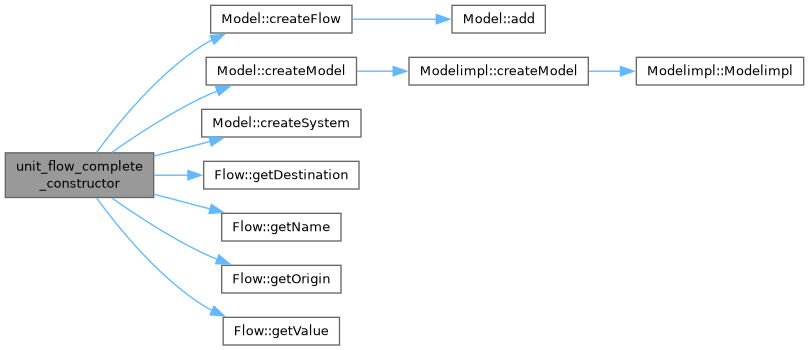 unit_flow_complete
_constructor
Model::createFlow
Model::add
Model::createModel
Modelimpl::createModel
Modelimpl::Modelimpl
Model::createSystem
Flow::getDestination
Flow::getName
Flow::getOrigin
Flow::getValue